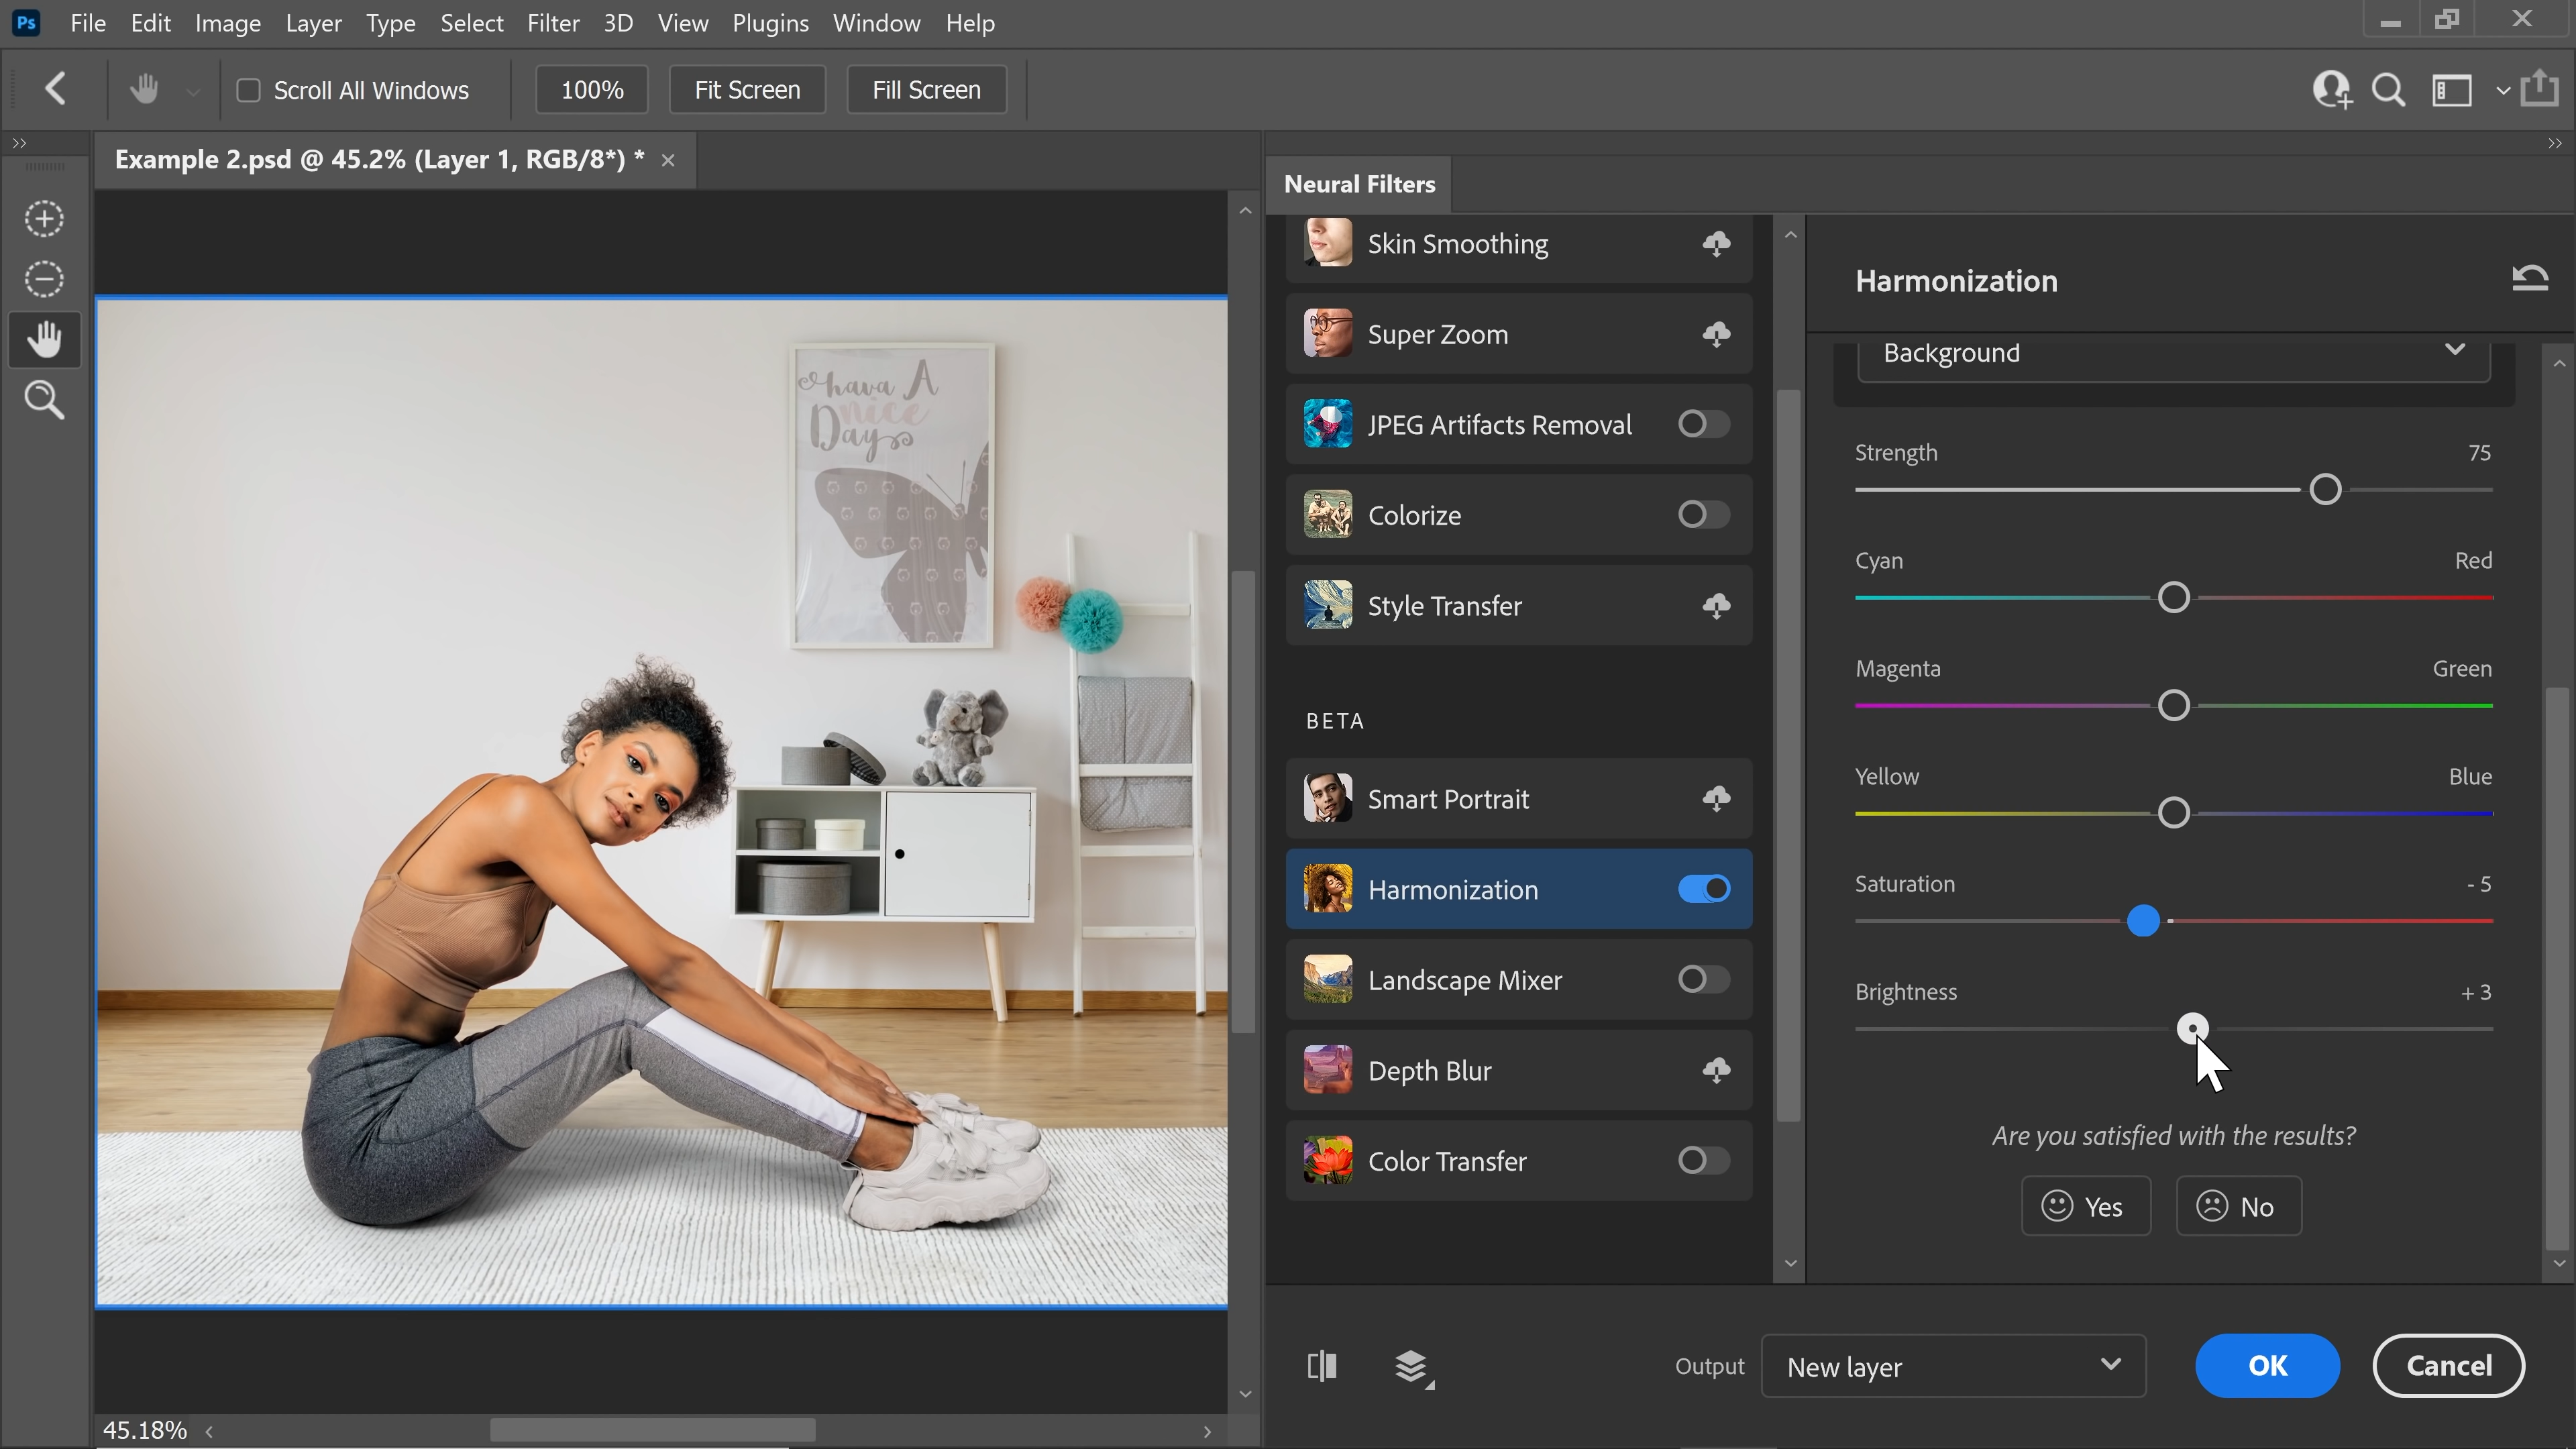 Ps File Edit Image Layer Type Select Filter 3D View Plugins Window Help
Scroll All Windows 100% Fit Screen Fill Screen
Example 2.psd @ 45.2% (Layer 1, RGB/8*) *
hava A
Dnice
Day
45.18%
Neural Filters
Skin Smoothing
Super Zoom
JPEG Artifacts Removal
Colorize
Style Transfer
BETA
Smart Portrait
Harmonization
Landscape Mixer
Depth Blur
Color Transfer
Harmonization
Background
Strength 75
Cyan Red
Magenta Green
Yellow Blue
Saturation - 5
Brightness + 3
Are you satisfied with the results?
Yes No
Output New layer OK Cancel